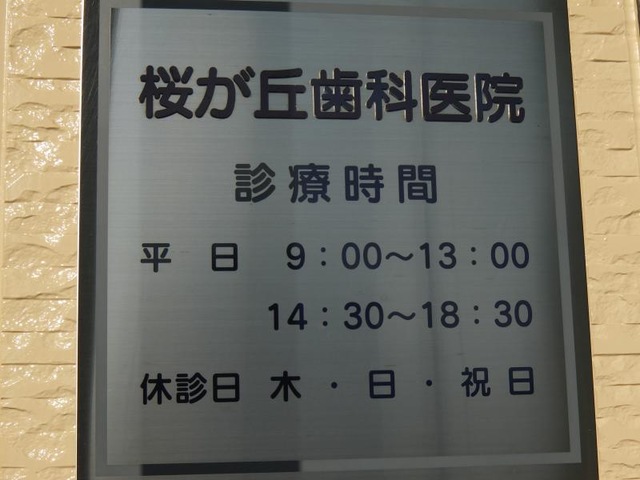 桜が丘歯科医院
診療時間
平日 9:00～13:00
14:30～18:30
休診日 木・日・祝日